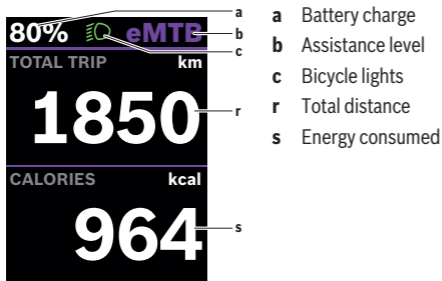 80% eMTB
TOTAL TRIP km
1850
CALORIES kcal
964
a
b
c
r
s
a Battery charge
b Assistance level
c Bicycle lights
r Total distance
s Energy consumed